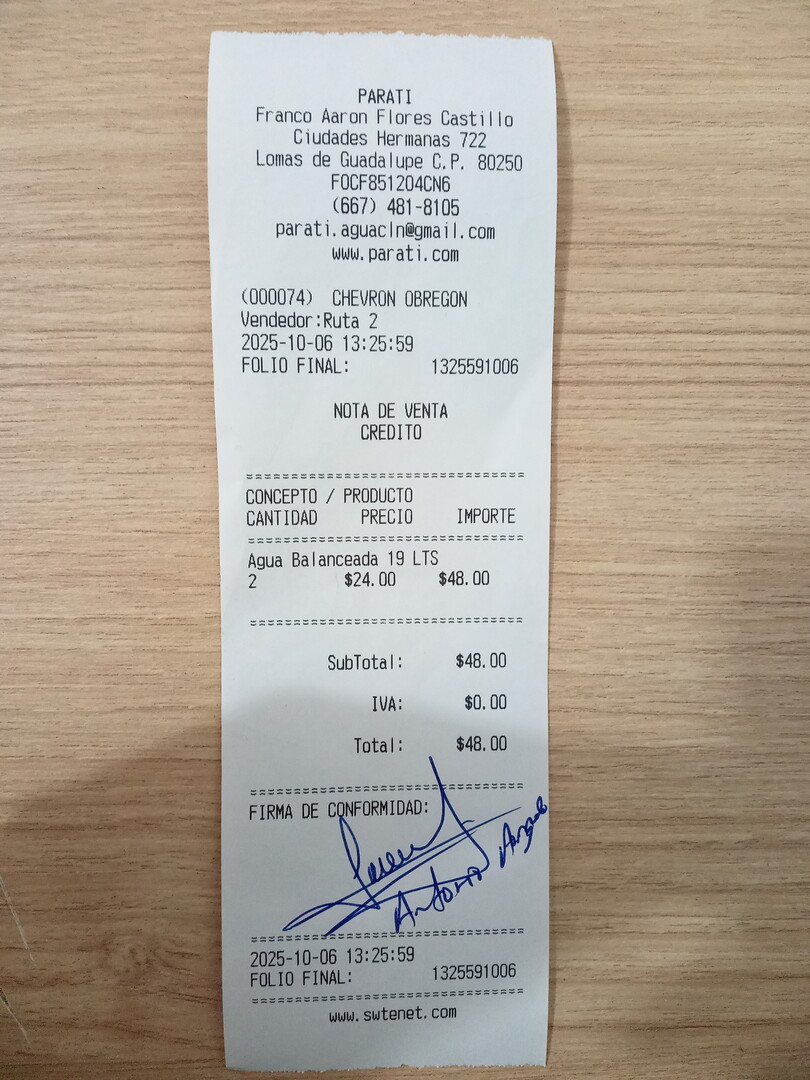 PARATI
Franco Aaron Flores Castillo
Ciudades Hermanas 722
Lomas de Guadalupe C.P. 80250
FOCF851204CN6
(667) 481-8105
parati.aguacln@gmail.com
www.parati.com
(000074) CHEVRON OBREGON
Vendedor:Ruta 2
2025-10-06 13:25:59
FOLIO FINAL: 1325591006
NOTA DE VENTA
CREDITO
CONCEPTO / PRODUCTO
CANTIDAD PRECIO IMPORTE
Agua Balanceada 19 LTS
2 $24.00 $48.00
SubTotal: $48.00
IVA: $0.00
Total: $48.00
FIRMA DE CONFORMIDAD:
Antonio
2025-10-06 13:25:59
FOLIO FINAL: 1325591006
www.swtenet.com